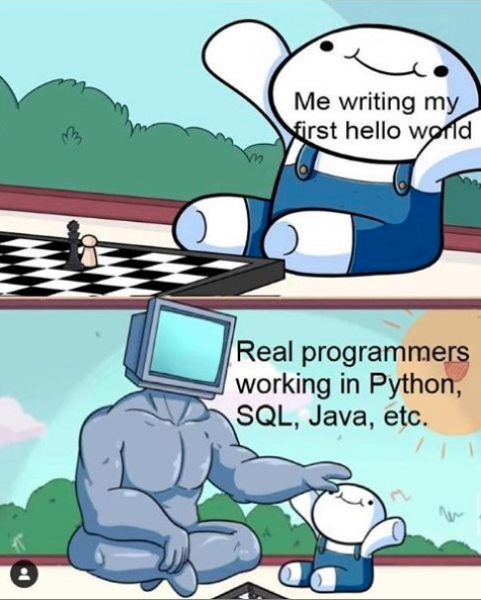 Me writing my
first hello world
Real programmers
working in Python,
SQL, Java, etc.